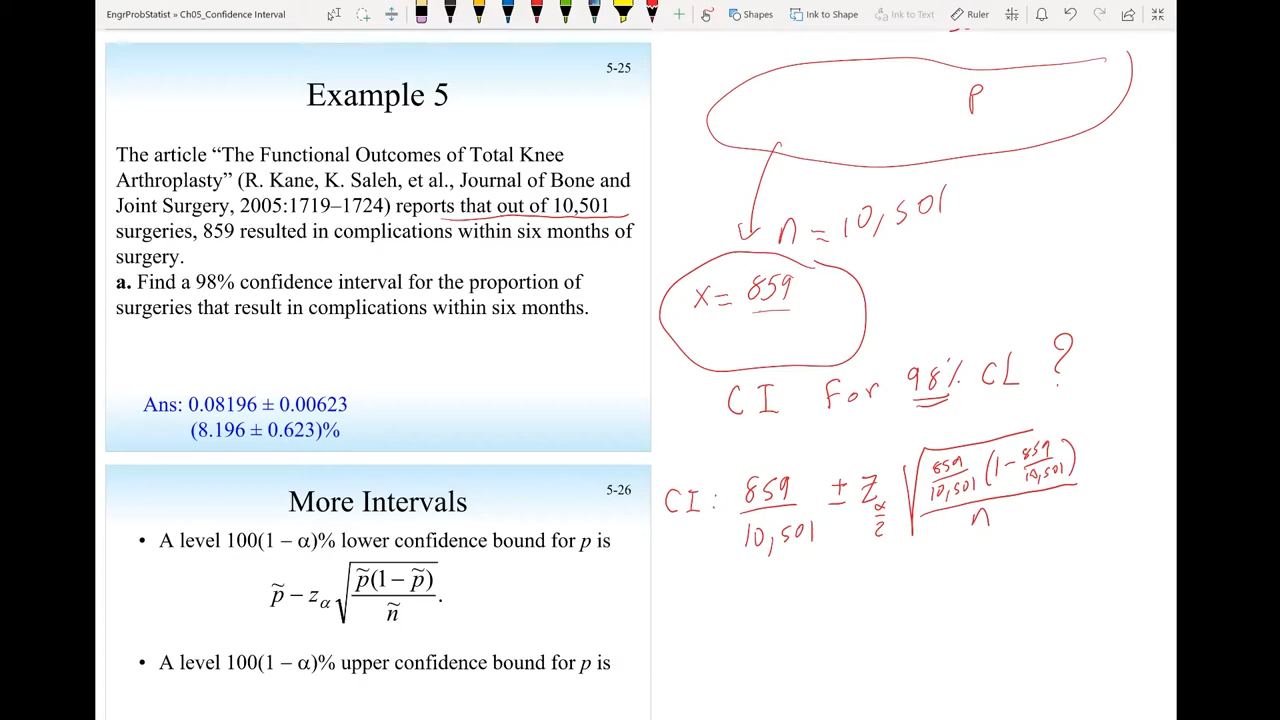 EngrProbStatist » Ch05_Confidence Interval
Shapes
Ink to Shape
Ink to Text
Ruler
5-25
Example 5
The article “The Functional Outcomes of Total Knee
Arthroplasty” (R. Kane, K. Saleh, et al., Journal of Bone and
Joint Surgery, 2005:1719–1724) reports that out of 10,501
surgeries, 859 resulted in complications within six months of
surgery.
a. Find a 98% confidence interval for the proportion of
surgeries that result in complications within six months.
Ans: 0.08196 ± 0.00623
(8.196 ± 0.623)%
5-26
More Intervals
• A level 100(1 – α)% lower confidence bound for p is
p̃ – z_α √(p̃(1 – p̃) / ñ).
• A level 100(1 – α)% upper confidence bound for p is
p
n = 10,501
x = 859
CI For 98% CL ?
CI: 859/10,501 ± Z_α/2 √(859/10,501 (1 – 859/10,501) / n)